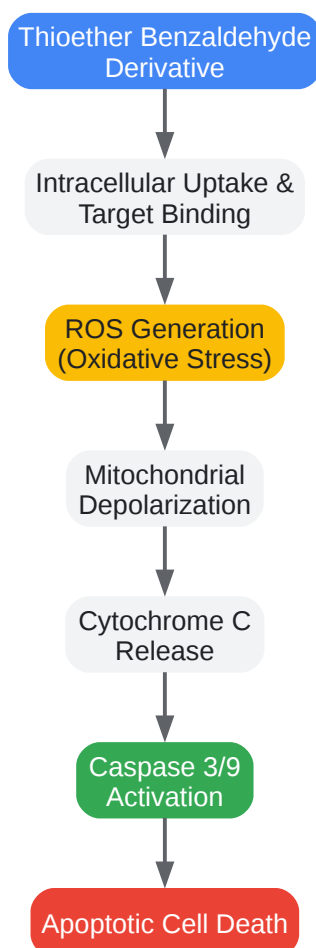 Thioether Benzaldehyde
Derivative
Intracellular Uptake &
Target Binding
ROS Generation
(Oxidative Stress)
Mitochondrial
Depolarization
Cytochrome C
Release
Caspase 3/9
Activation
Apoptotic Cell Death